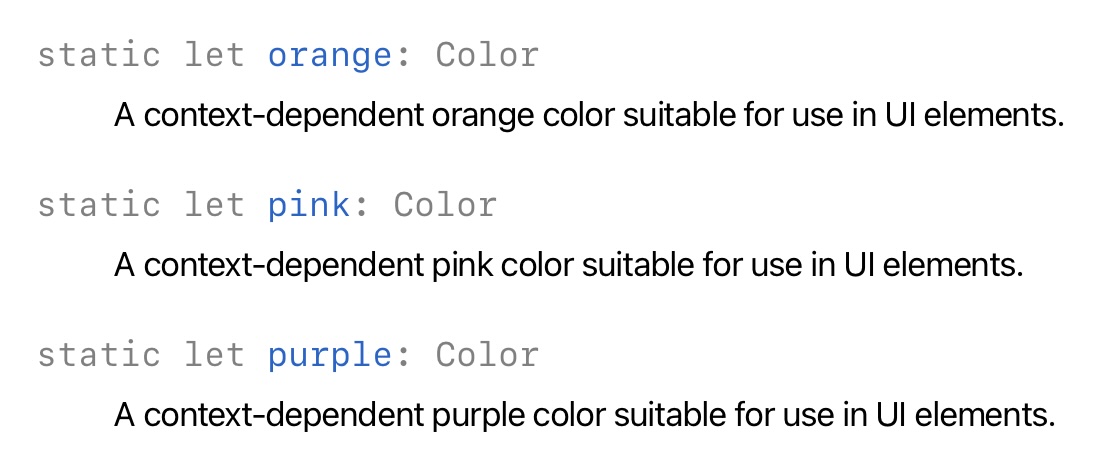 static let orange: Color
A context-dependent orange color suitable for use in UI elements.
static let pink: Color
A context-dependent pink color suitable for use in UI elements.
static let purple: Color
A context-dependent purple color suitable for use in UI elements.